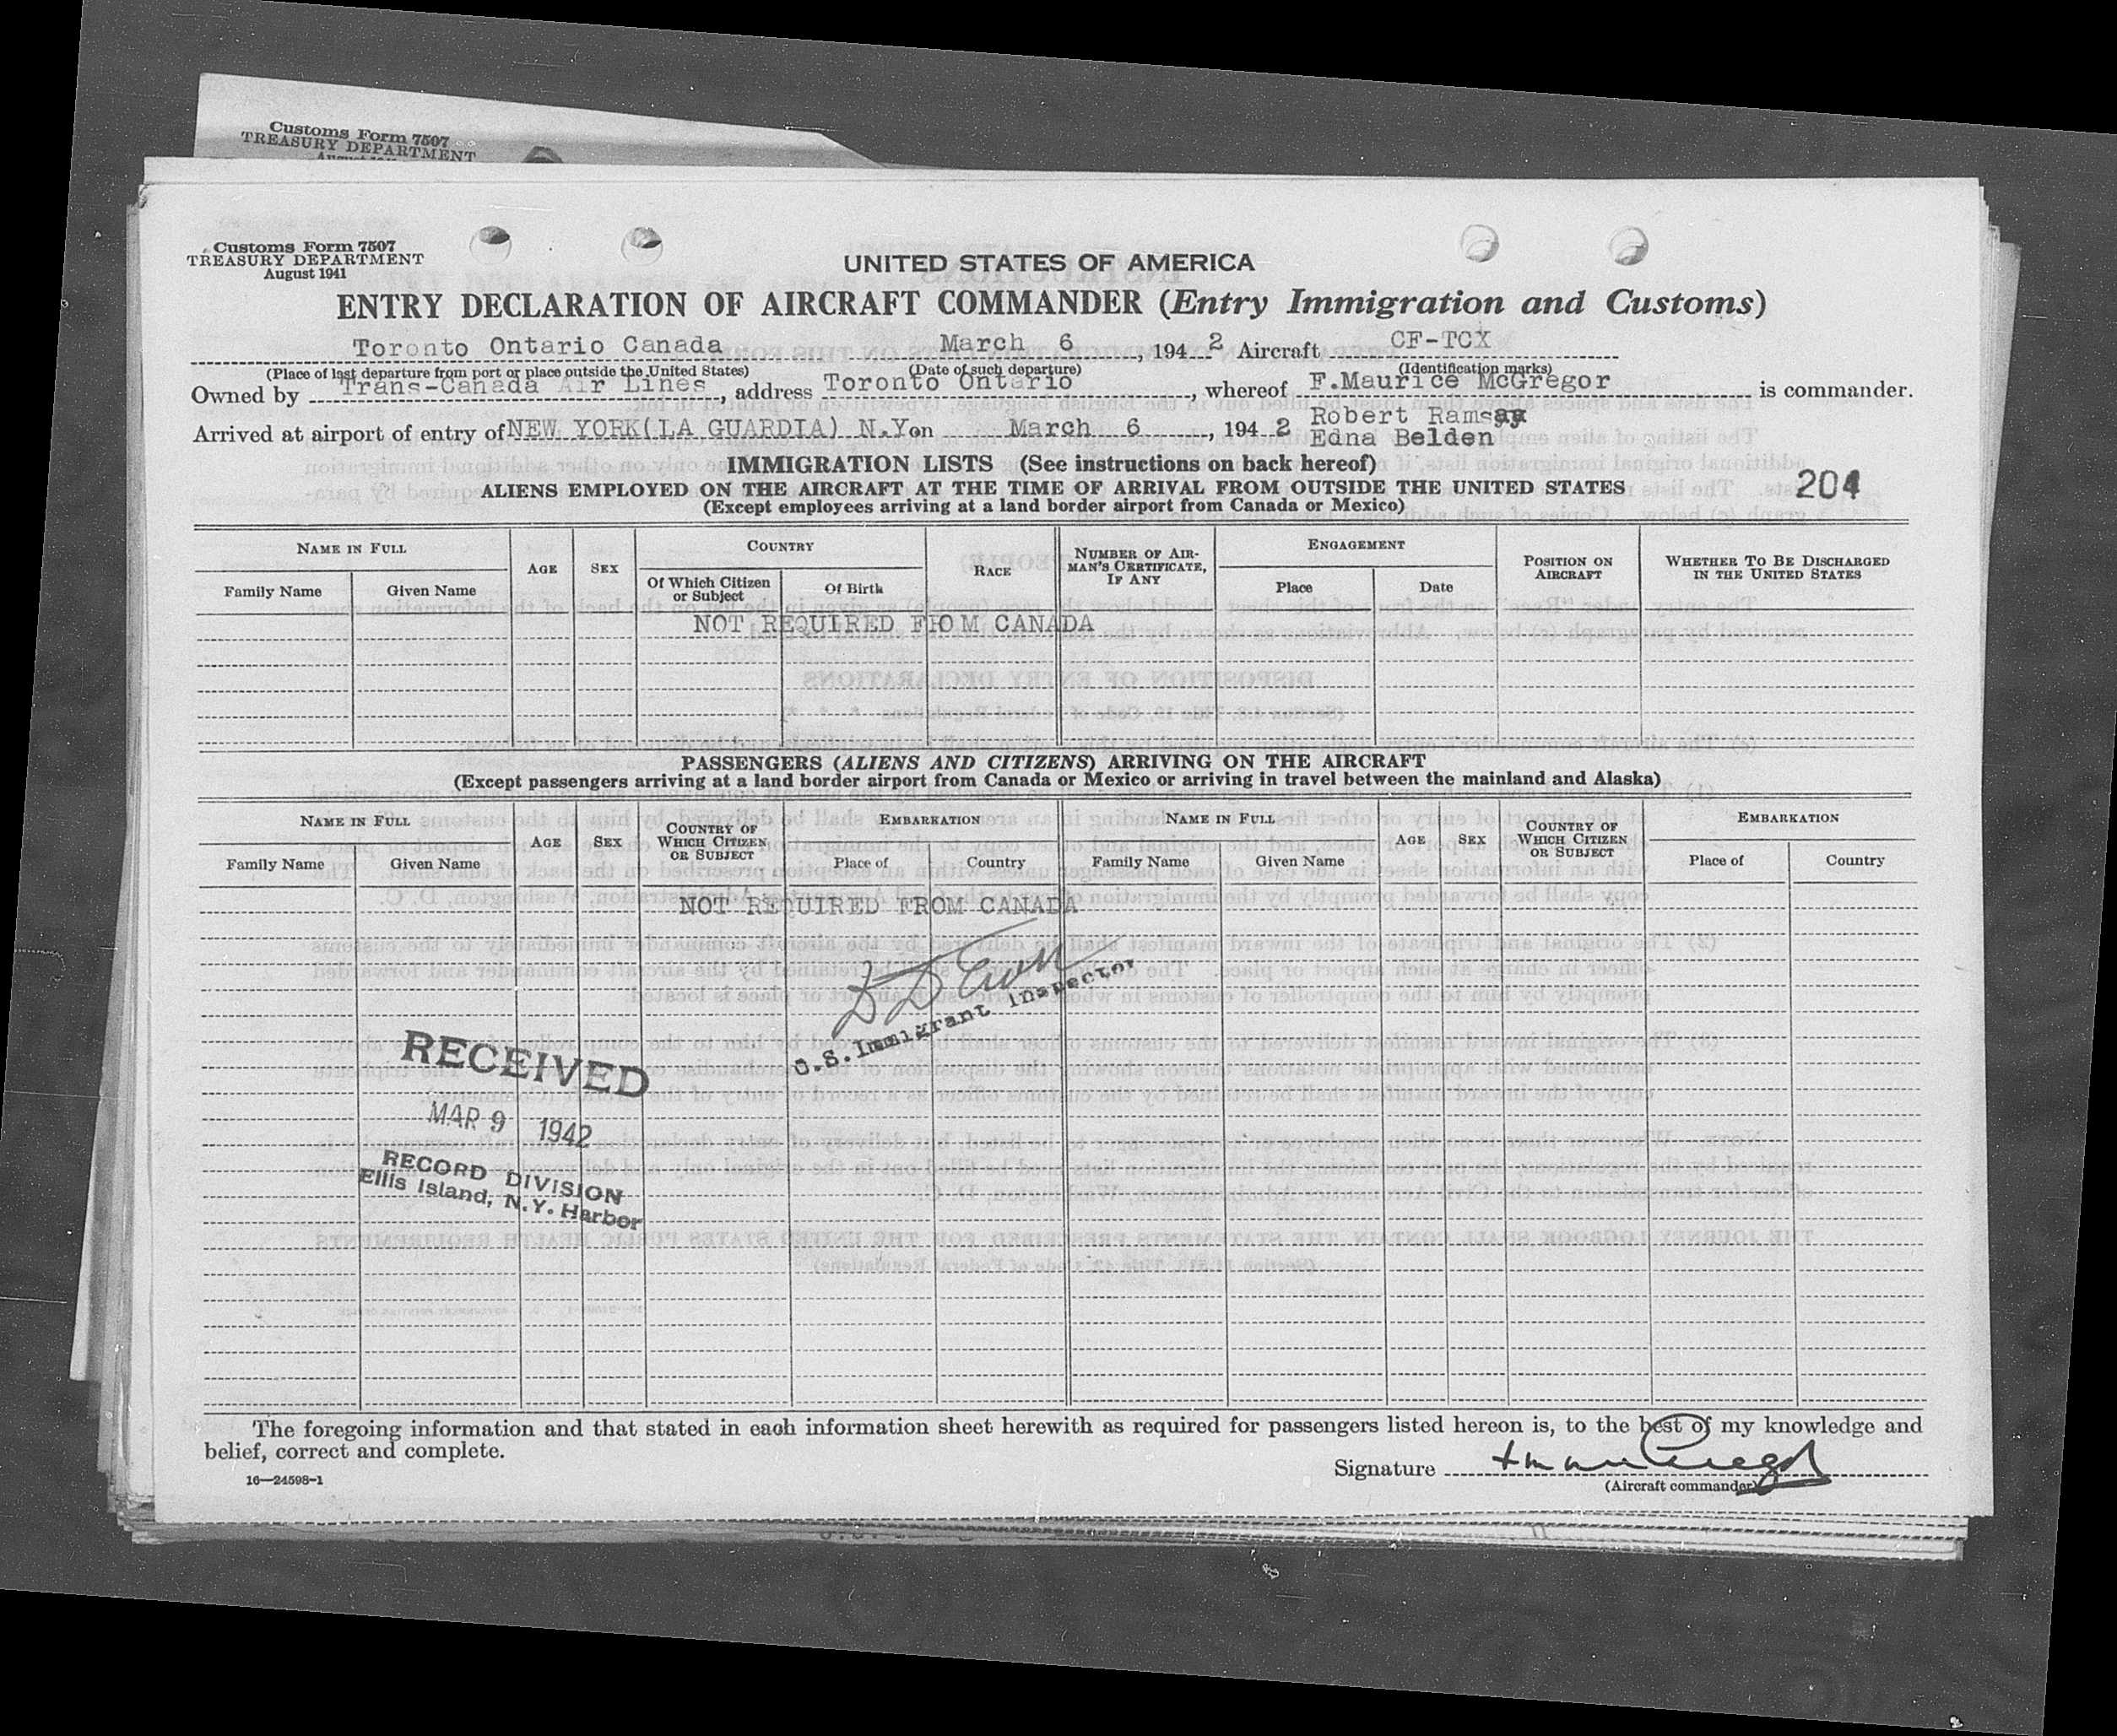 Customs Form 7507
TREASURY DEPARTMENT
Customs Form 7507
TREASURY DEPARTMENT
August 1941
UNITED STATES OF AMERICA
ENTRY DECLARATION OF AIRCRAFT COMMANDER (Entry Immigration and Customs)
Toronto Ontario Canada March 6, 1942 Aircraft CF-TCX
(Place of last departure from port or place outside the United States) (Date of such departure) (Identification marks)
Owned by Trans-Canada Air Lines, address Toronto Ontario, whereof F.Maurice McGregor is commander.
Robert Ramsay
Arrived at airport of entry of NEW YORK(LA GUARDIA) N.Y on March 6, 1942 Edna Belden
IMMIGRATION LISTS (See instructions on back hereof)
ALIENS EMPLOYED ON THE AIRCRAFT AT THE TIME OF ARRIVAL FROM OUTSIDE THE UNITED STATES 204
(Except employees arriving at a land border airport from Canada or Mexico)
NAME IN FULL AGE SEX COUNTRY RACE NUMBER OF AIRMAN'S CERTIFICATE, IF ANY ENGAGEMENT POSITION ON AIRCRAFT WHETHER TO BE DISCHARGED IN THE UNITED STATES
Family Name Given Name Of Which Citizen or Subject Of Birth Place Date
NOT REQUIRED FROM CANADA
PASSENGERS (ALIENS AND CITIZENS) ARRIVING ON THE AIRCRAFT
(Except passengers arriving at a land border airport from Canada or Mexico or arriving in travel between the mainland and Alaska)
NAME IN FULL AGE SEX COUNTRY OF WHICH CITIZEN OR SUBJECT EMBARKATION NAME IN FULL AGE SEX COUNTRY OF WHICH CITIZEN OR SUBJECT EMBARKATION
Family Name Given Name Place of Country Family Name Given Name Place of Country
NOT REQUIRED FROM CANADA
U.S. Immigrant Inspector
RECEIVED
MAR 9 1942
RECORD DIVISION
Ellis Island, N.Y. Harbor
The foregoing information and that stated in each information sheet herewith as required for passengers listed hereon is, to the best of my knowledge and
belief, correct and complete.
Signature
(Aircraft commander)
16—24598-1